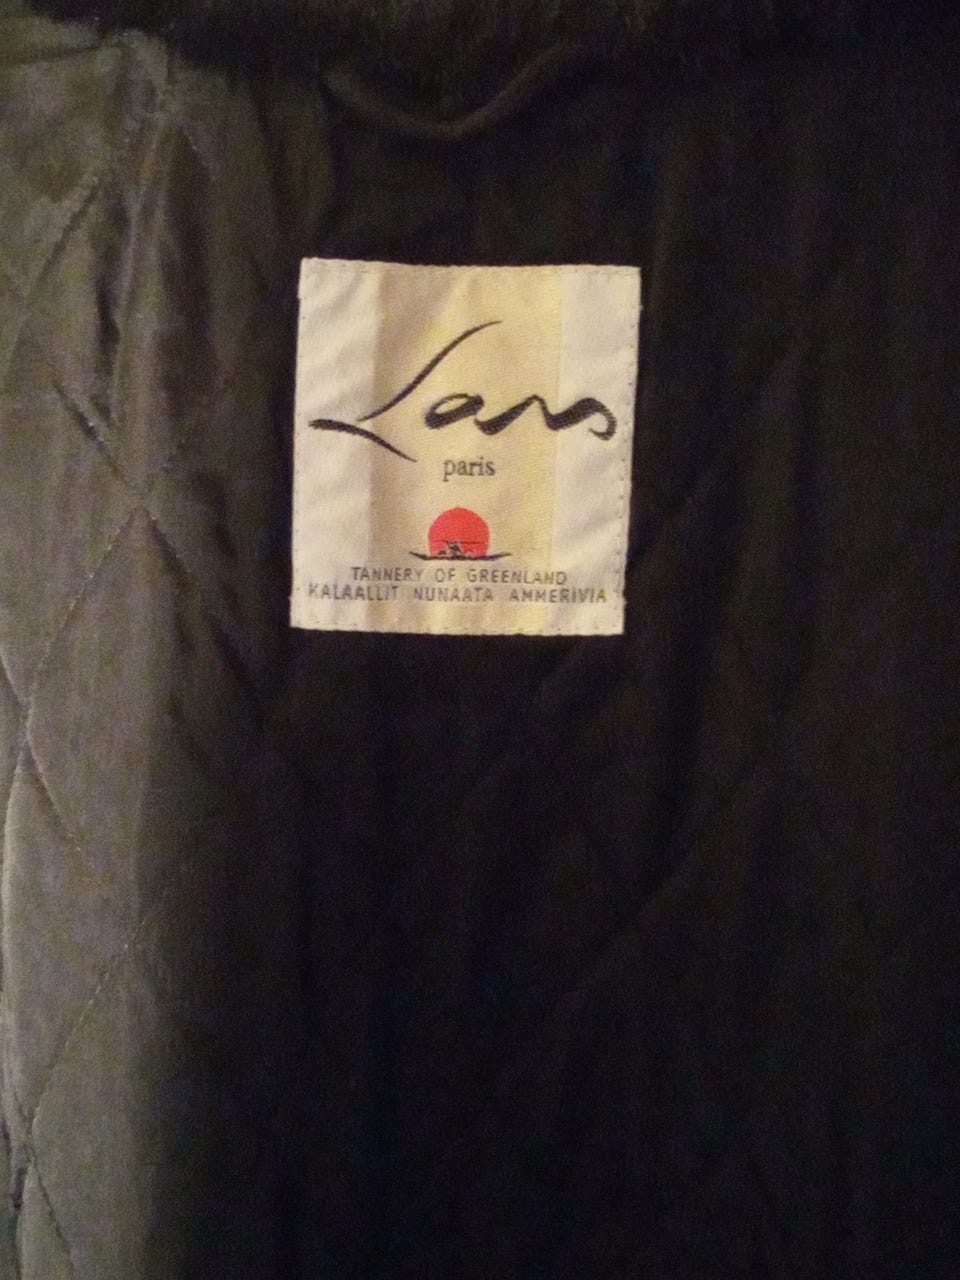 Lars
paris
TANNERY OF GREENLAND
KALAALLIT NUNAATA AMMERIVIA